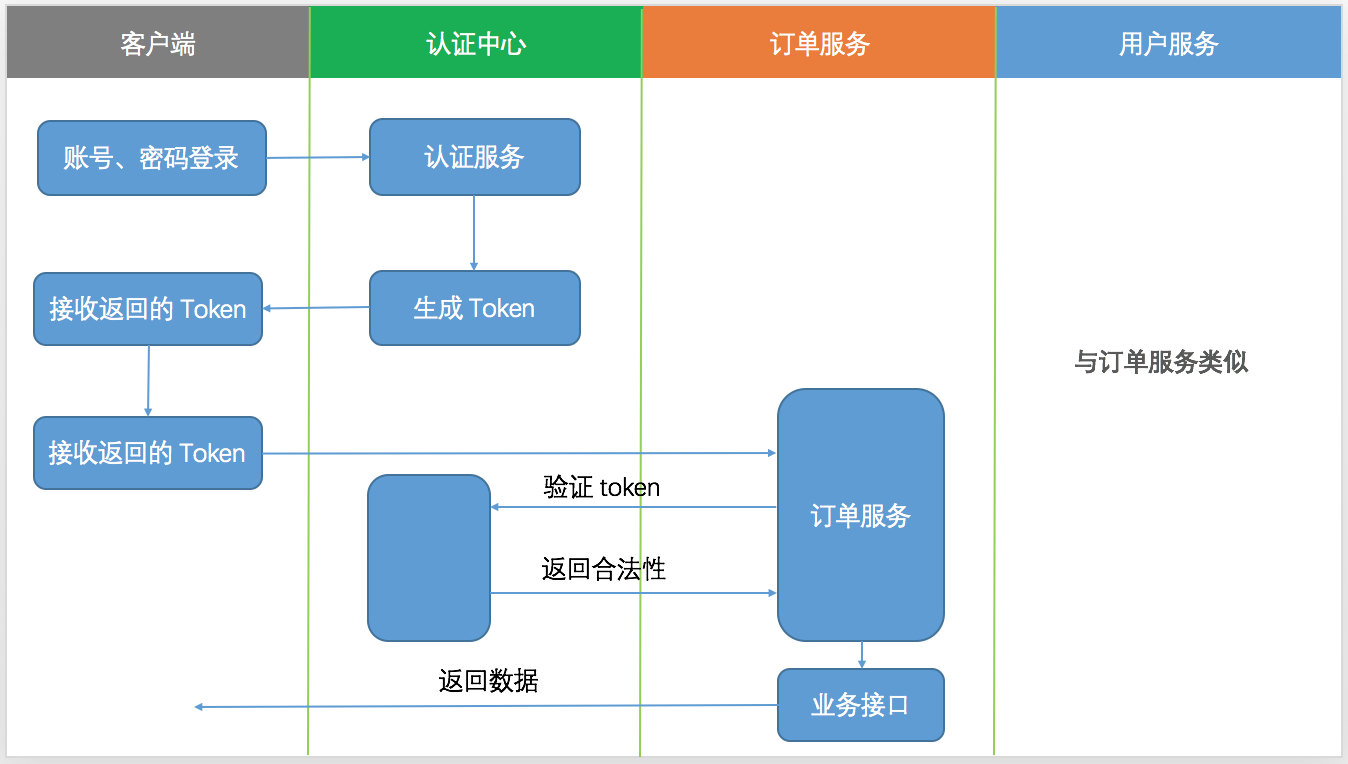 客户端
认证中心
订单服务
用户服务
账号、密码登录
认证服务
接收返回的 Token
生成 Token
与订单服务类似
接收返回的 Token
验证 token
订单服务
返回合法性
返回数据
业务接口